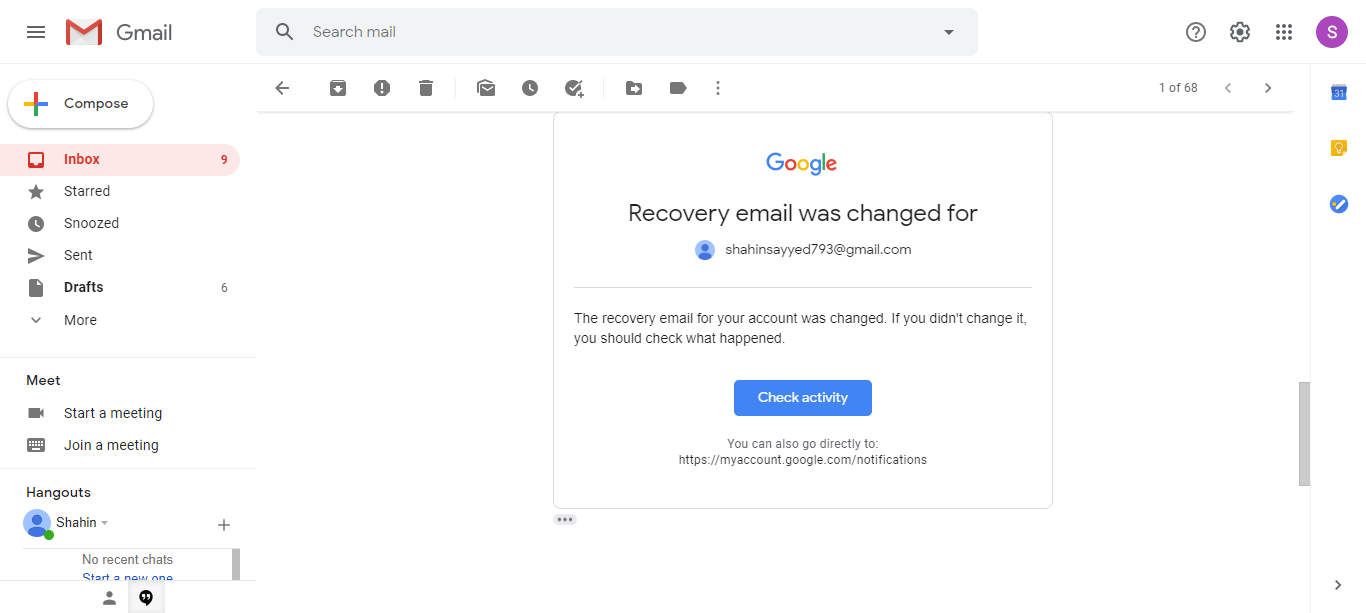 Gmail
Search mail
S
Compose
1 of 68
31
Inbox 9
Starred
Snoozed
Sent
Drafts 6
More
Meet
Start a meeting
Join a meeting
Hangouts
Shahin
No recent chats
Start a new one
Google
Recovery email was changed for
shahinsayyed793@gmail.com
The recovery email for your account was changed. If you didn't change it,
you should check what happened.
Check activity
You can also go directly to:
https://myaccount.google.com/notifications